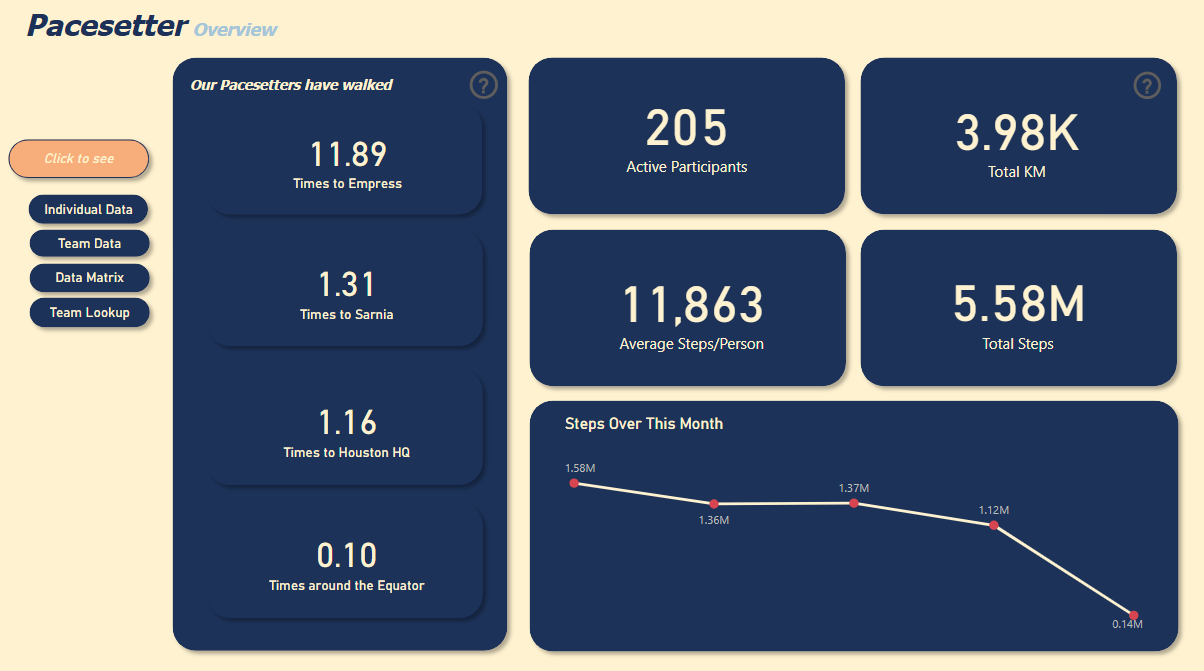 Pacesetter Overview
Click to see
Individual Data
Team Data
Data Matrix
Team Lookup
Our Pacesetters have walked
?
11.89
Times to Empress
1.31
Times to Sarnia
1.16
Times to Houston HQ
0.10
Times around the Equator
205
Active Participants
?
3.98K
Total KM
11,863
Average Steps/Person
5.58M
Total Steps
Steps Over This Month
1.58M
1.36M
1.37M
1.12M
0.14M